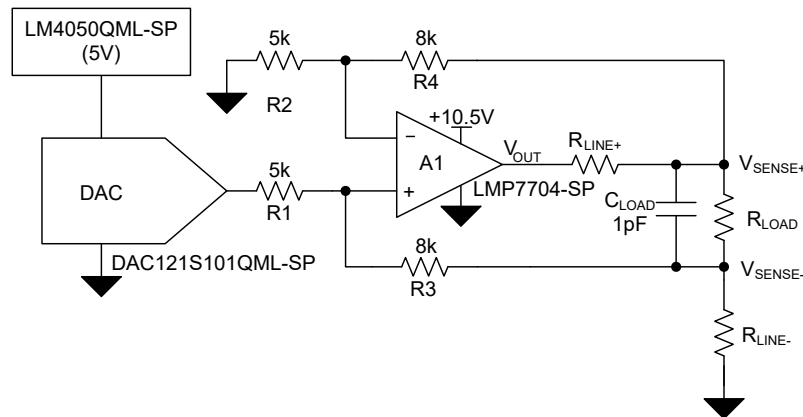 LM4050QML-SP
(5V)
DAC
DAC121S101QML-SP
5k
R2
8k
R4
5k
R1
+10.5V
−
A1
+
LMP7704-SP
VOUT
RLINE+
8k
R3
CLOAD
1pF
VSENSE+
RLOAD
VSENSE-
RLINE-